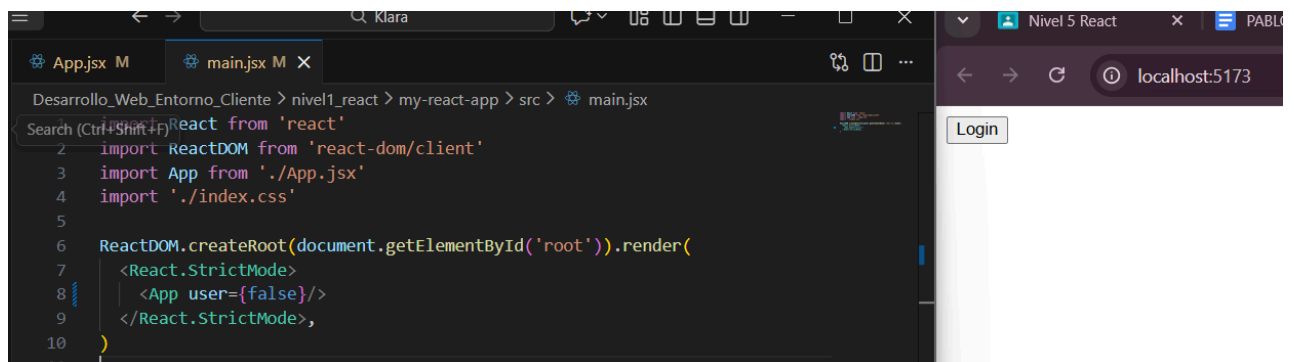 Klara
App.jsx M
main.jsx M
Desarrollo_Web_Entorno_Cliente > nivel1_react > my-react-app > src > main.jsx
Search (Ctrl+Shift+F)
1 import React from 'react'
2 import ReactDOM from 'react-dom/client'
3 import App from './App.jsx'
4 import './index.css'
5
6 ReactDOM.createRoot(document.getElementById('root')).render(
7 <React.StrictMode>
8 <App user={false}/>
9 </React.StrictMode>,
10 )
Nivel 5 React
localhost:5173
Login